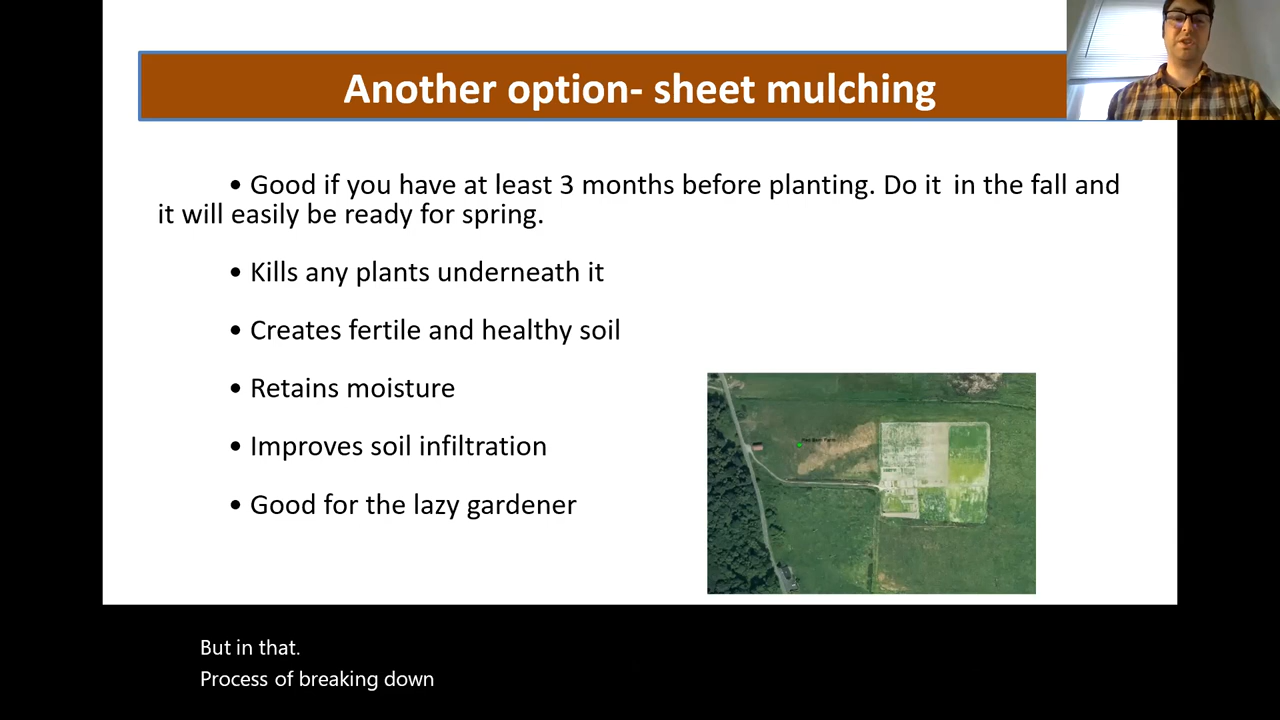 Another option- sheet mulching
• Good if you have at least 3 months before planting. Do it in the fall and
it will easily be ready for spring.
• Kills any plants underneath it
• Creates fertile and healthy soil
• Retains moisture
• Improves soil infiltration
• Good for the lazy gardener
But in that.
Process of breaking down